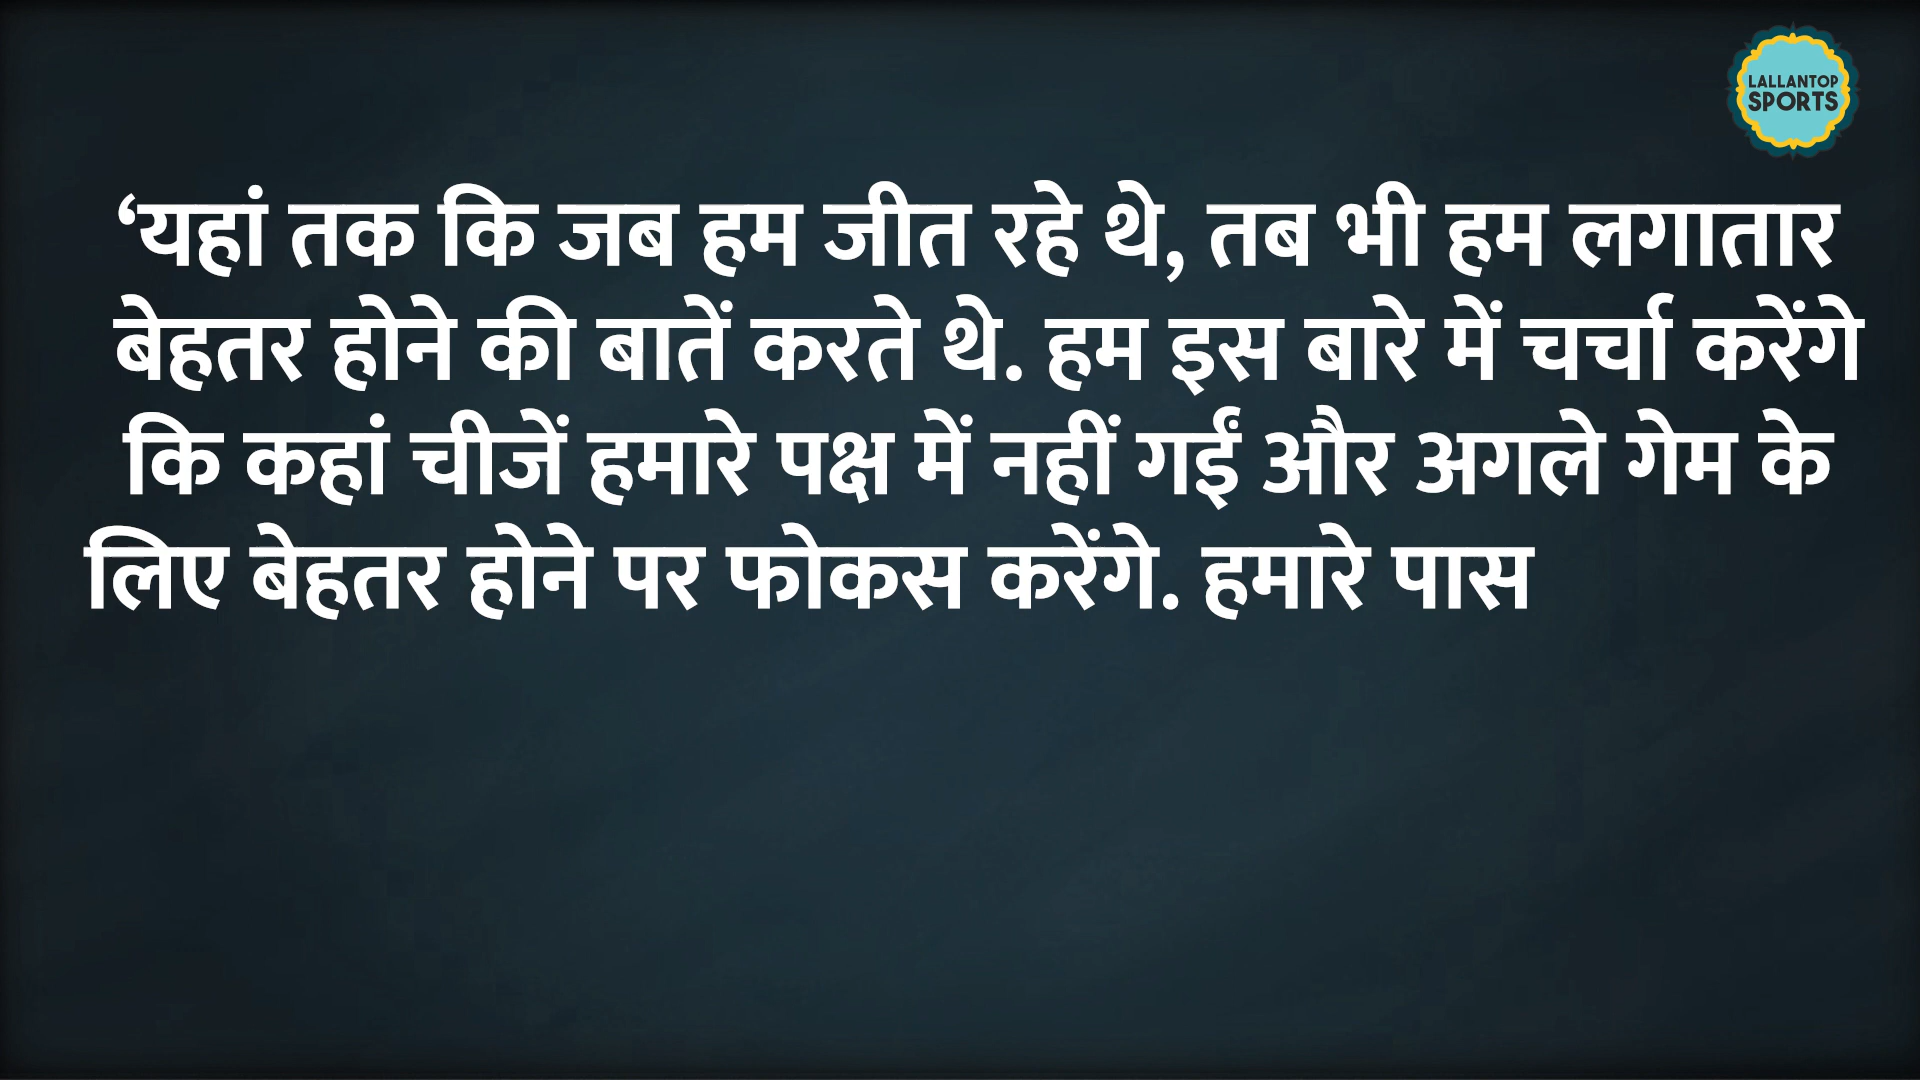 LALLANTOP
SPORTS
‘यहां तक कि जब हम जीत रहे थे, तब भी हम लगातार
बेहतर होने की बातें करते थे. हम इस बारे में चर्चा करेंगे
कि कहां चीजें हमारे पक्ष में नहीं गईं और अगले गेम के
लिए बेहतर होने पर फोकस करेंगे. हमारे पास